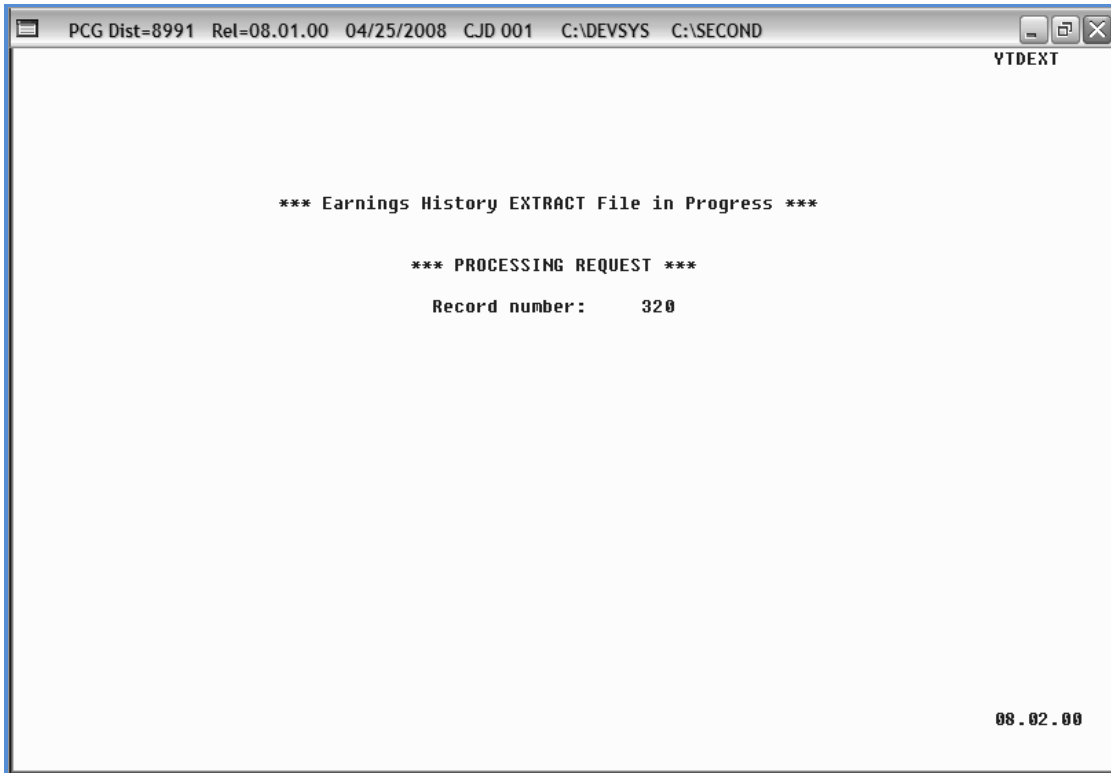 PCG Dist=8991 Rel=08.01.00 04/25/2008 CJD 001 C:\DEVSYS C:\SECOND
YTDEXT
*** Earnings History EXTRACT File in Progress ***
*** PROCESSING REQUEST ***
Record number: 320
08.02.00